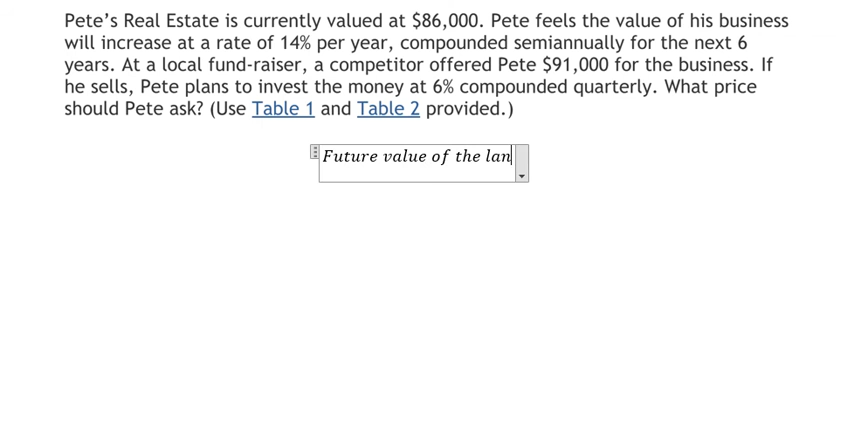 Pete’s Real Estate is currently valued at $86,000. Pete feels the value of his business
will increase at a rate of 14% per year, compounded semiannually for the next 6
years. At a local fund-raiser, a competitor offered Pete $91,000 for the business. If
he sells, Pete plans to invest the money at 6% compounded quarterly. What price
should Pete ask? (Use Table 1 and Table 2 provided.)
Future value of the lan